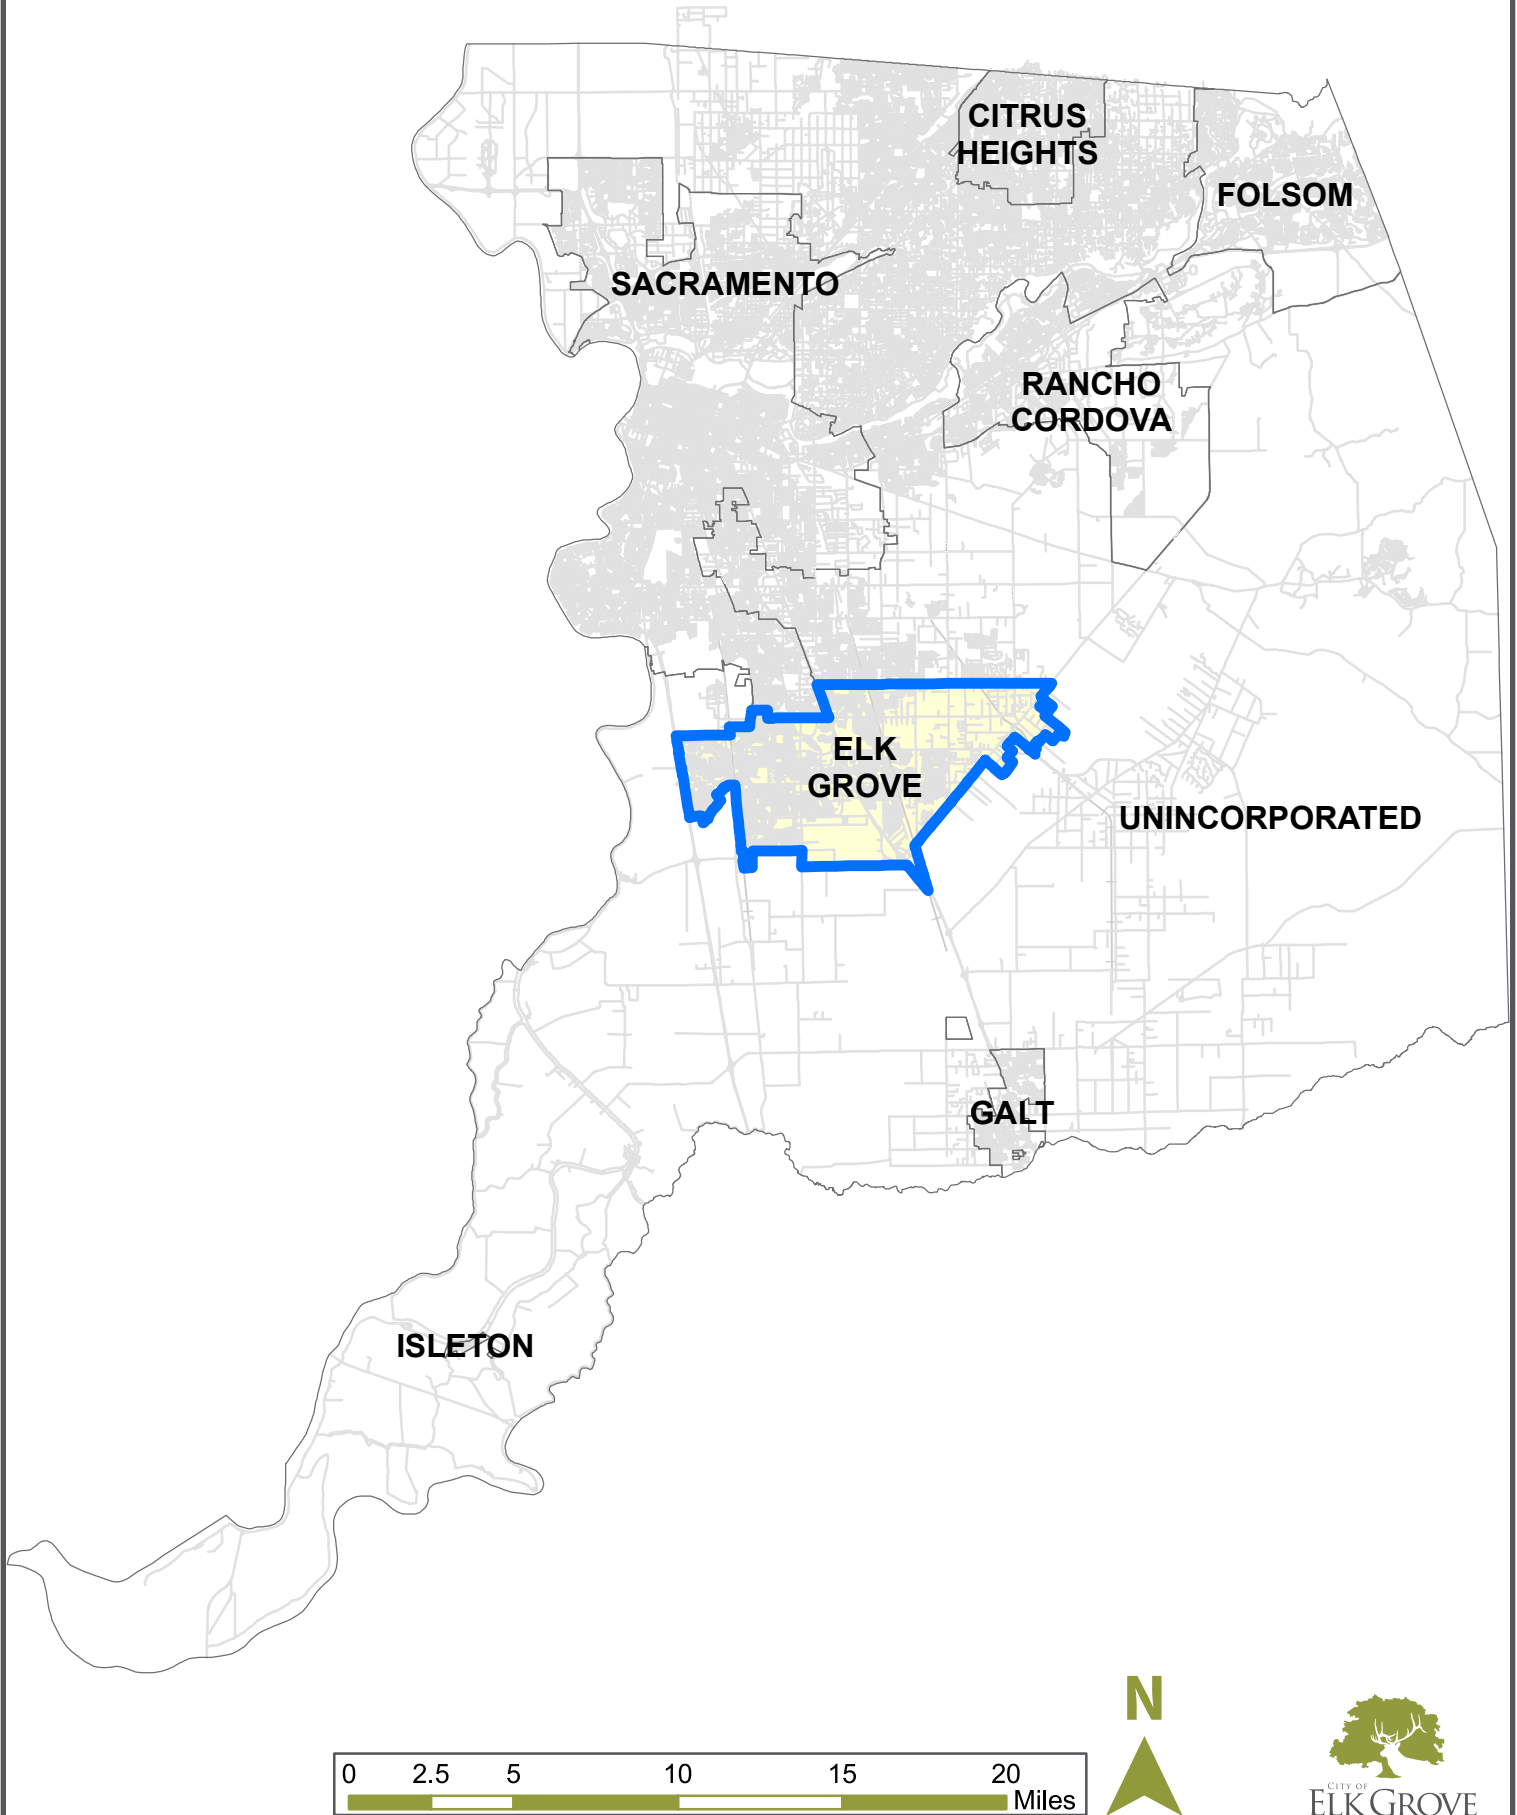 CITRUS
HEIGHTS
FOLSOM
SACRAMENTO
RANCHO
CORDOVA
ELK
GROVE
UNINCORPORATED
GALT
ISLETON
N
0 2.5 5 10 15 20
Miles
CITY OF
ELK GROVE